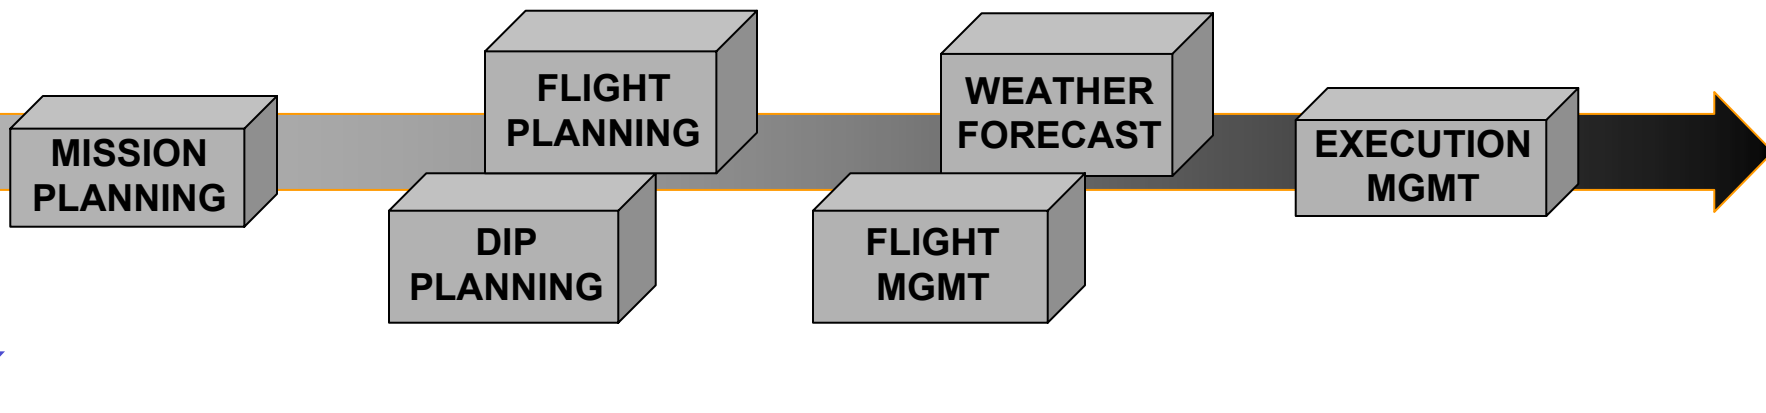 MISSION
PLANNING
FLIGHT
PLANNING
DIP
PLANNING
WEATHER
FORECAST
FLIGHT
MGMT
EXECUTION
MGMT